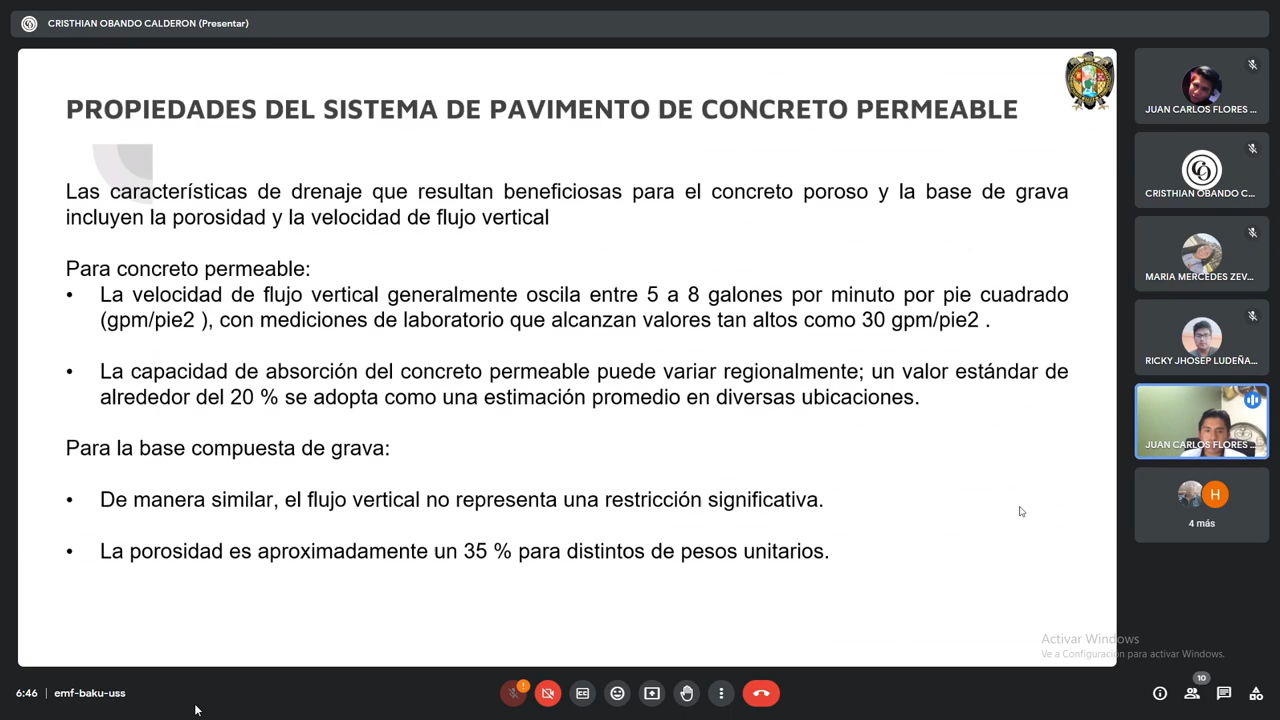 CRISTHIAN OBANDO CALDERON (Presentar)
PROPIEDADES DEL SISTEMA DE PAVIMENTO DE CONCRETO PERMEABLE
Las características de drenaje que resultan beneficiosas para el concreto poroso y la base de grava
incluyen la porosidad y la velocidad de flujo vertical
Para concreto permeable:
• La velocidad de flujo vertical generalmente oscila entre 5 a 8 galones por minuto por pie cuadrado
(gpm/pie2 ), con mediciones de laboratorio que alcanzan valores tan altos como 30 gpm/pie2 .
• La capacidad de absorción del concreto permeable puede variar regionalmente; un valor estándar de
alrededor del 20 % se adopta como una estimación promedio en diversas ubicaciones.
Para la base compuesta de grava:
• De manera similar, el flujo vertical no representa una restricción significativa.
• La porosidad es aproximadamente un 35 % para distintos de pesos unitarios.
JUAN CARLOS FLORES ...
CRISTHIAN OBANDO C...
MARIA MERCEDES ZEV...
RICKY JHOSEP LUDEÑA...
JUAN CARLOS FLORES ...
H
4 más
Activar Windows
Ve a Configuración para activar Windows.
6:46 | emf-baku-uss
10